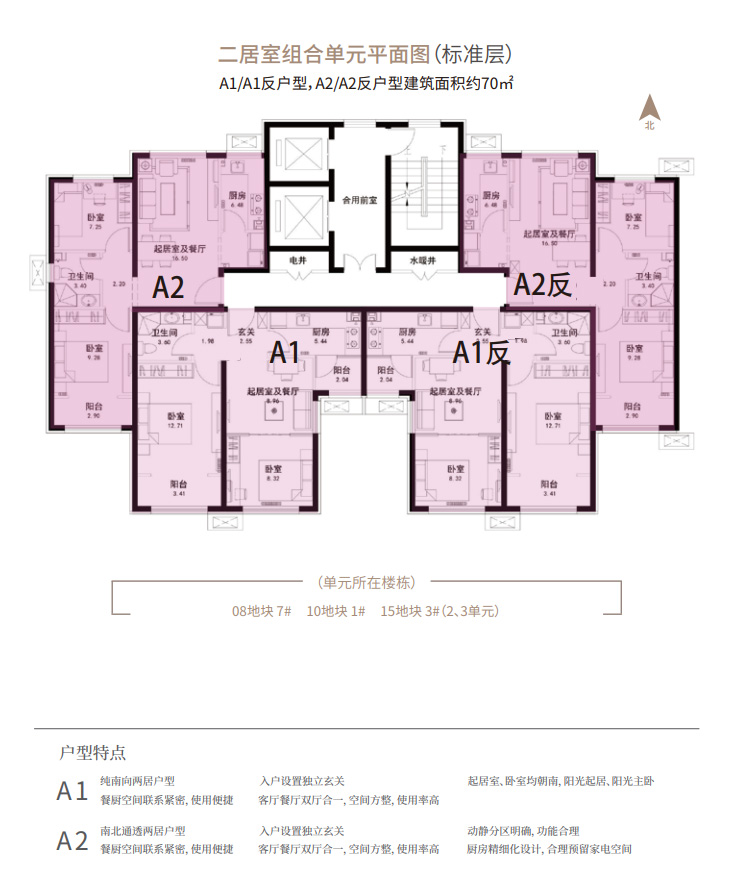 二居室组合单元平面图(标准层)
A1/A1反户型, A2/A2反户型建筑面积约70㎡
北
上 下
厨房 6.48
合用前室
厨房 6.48
卧室 7.25
起居室及餐厅 16.50
起居室及餐厅 16.50
卧室 7.25
电井
水暖井
卫生间 3.43
2.20
A2
A2反
2.20
卫生间 3.43
卫生间 3.60
1.98
玄关 2.55
厨房 5.44
厨房 5.44
玄关
卫生间 3.60
A1
A1反
卧室 9.28
阳台 2.04
阳台 2.04
卧室 9.28
起居室及餐厅 8.96
起居室及餐厅 8.96
阳台 2.90
卧室 12.71
卧室 12.71
阳台 2.90
卧室 8.32
卧室 8.32
阳台 3.41
阳台 3.41
(单元所在楼栋)
08地块 7# 10地块 1# 15地块 3#(2、3单元)
户型特点
A1
纯南向两居户型 入户设置独立玄关 起居室、卧室均朝南, 阳光起居、阳光主卧
餐厨空间联系紧密, 使用便捷 客厅餐厅双厅合一, 空间方整, 使用率高
A2
南北通透两居户型 入户设置独立玄关 动静分区明确, 功能合理
餐厨空间联系紧密, 使用便捷 客厅餐厅双厅合一, 空间方整, 使用率高 厨房精细化设计, 合理预留家电空间